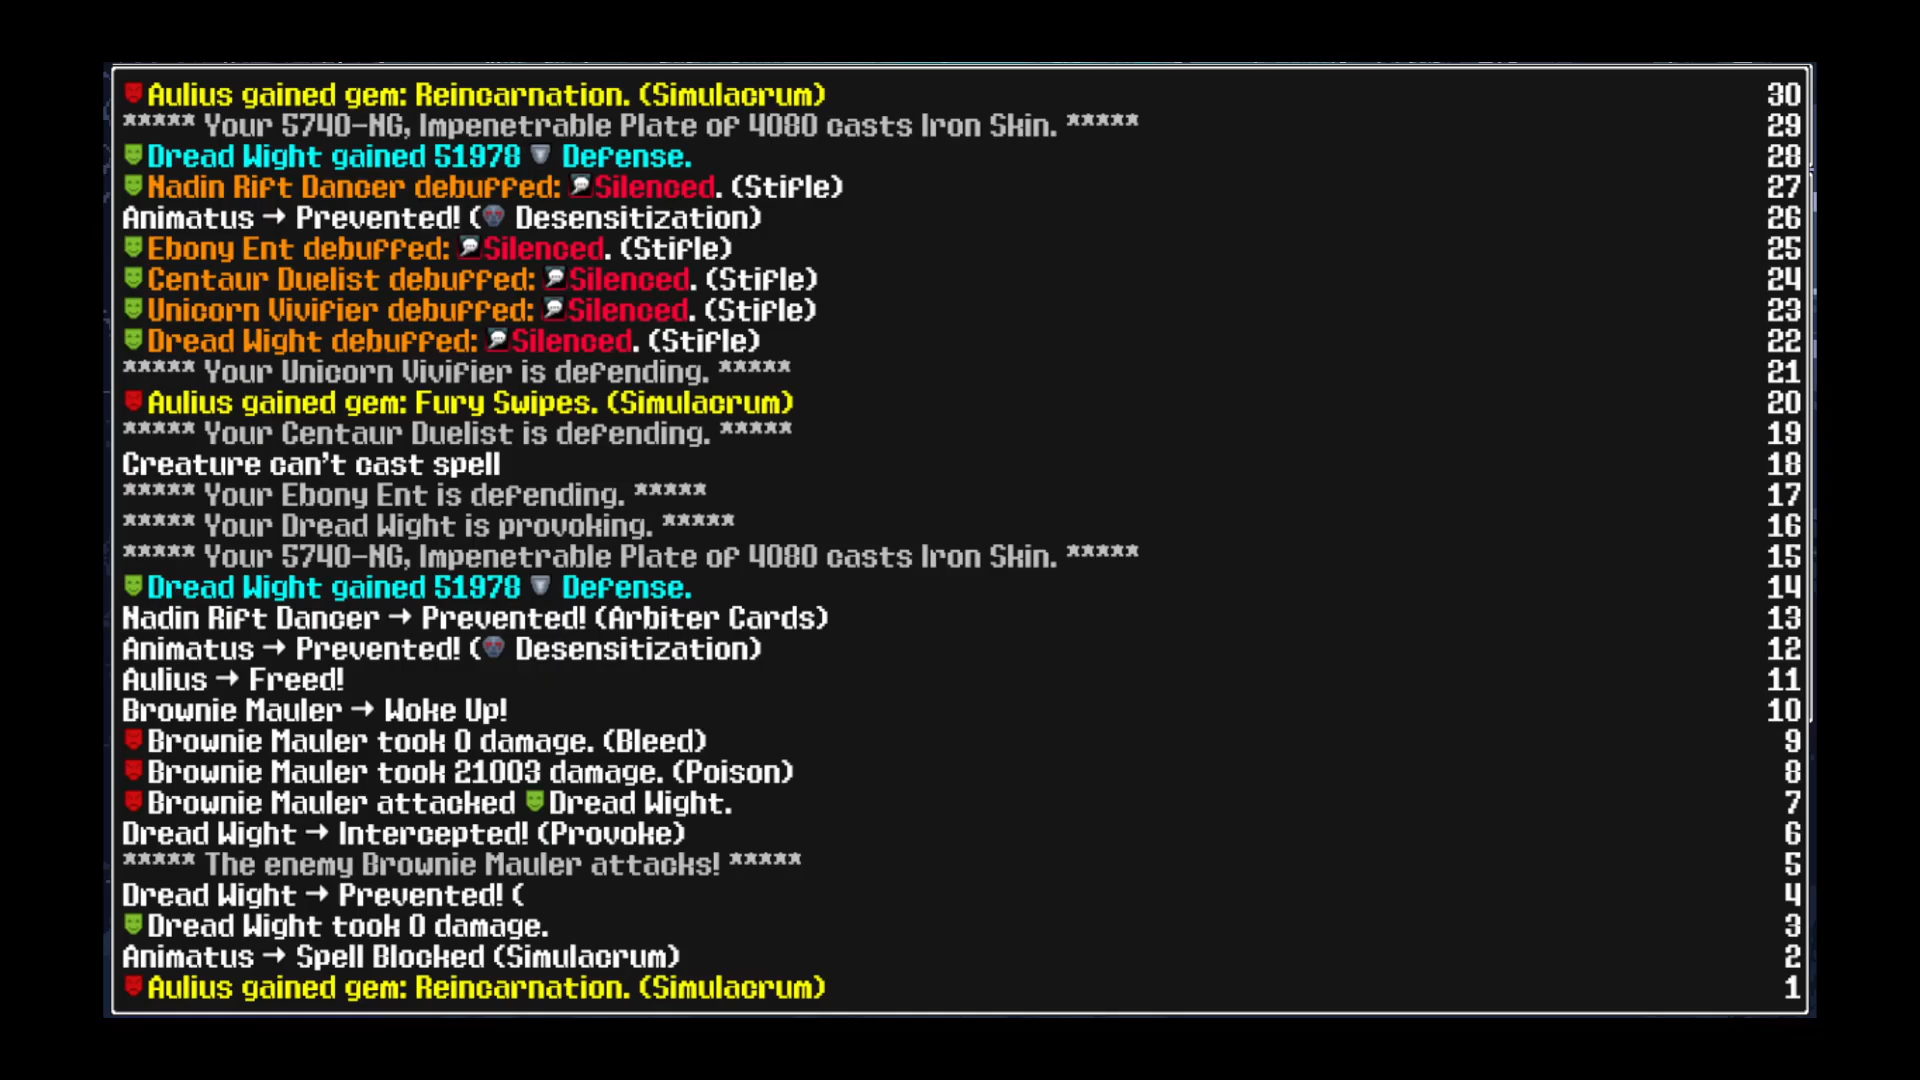 Aulius gained gem: Reincarnation. (Simulacrum) 30
***** Your 5740-NG, Impenetrable Plate of 4080 casts Iron Skin. ***** 29
Dread Wight gained 51978 Defense. 28
Nadin Rift Dancer debuffed: Silenced. (Stifle) 27
Animatus → Prevented! ( Desensitization) 26
Ebony Ent debuffed: Silenced. (Stifle) 25
Centaur Duelist debuffed: Silenced. (Stifle) 24
Unicorn Vivifier debuffed: Silenced. (Stifle) 23
Dread Wight debuffed: Silenced. (Stifle) 22
***** Your Unicorn Vivifier is defending. ***** 21
Aulius gained gem: Fury Swipes. (Simulacrum) 20
***** Your Centaur Duelist is defending. ***** 19
Creature can't cast spell 18
***** Your Ebony Ent is defending. ***** 17
***** Your Dread Wight is provoking. ***** 16
***** Your 5740-NG, Impenetrable Plate of 4080 casts Iron Skin. ***** 15
Dread Wight gained 51978 Defense. 14
Nadin Rift Dancer → Prevented! (Arbiter Cards) 13
Animatus → Prevented! ( Desensitization) 12
Aulius → Freed! 11
Brownie Mauler → Woke Up! 10
Brownie Mauler took 0 damage. (Bleed) 9
Brownie Mauler took 21003 damage. (Poison) 8
Brownie Mauler attacked Dread Wight. 7
Dread Wight → Intercepted! (Provoke) 6
***** The enemy Brownie Mauler attacks! ***** 5
Dread Wight → Prevented! ( 4
Dread Wight took 0 damage. 3
Animatus → Spell Blocked (Simulacrum) 2
Aulius gained gem: Reincarnation. (Simulacrum) 1